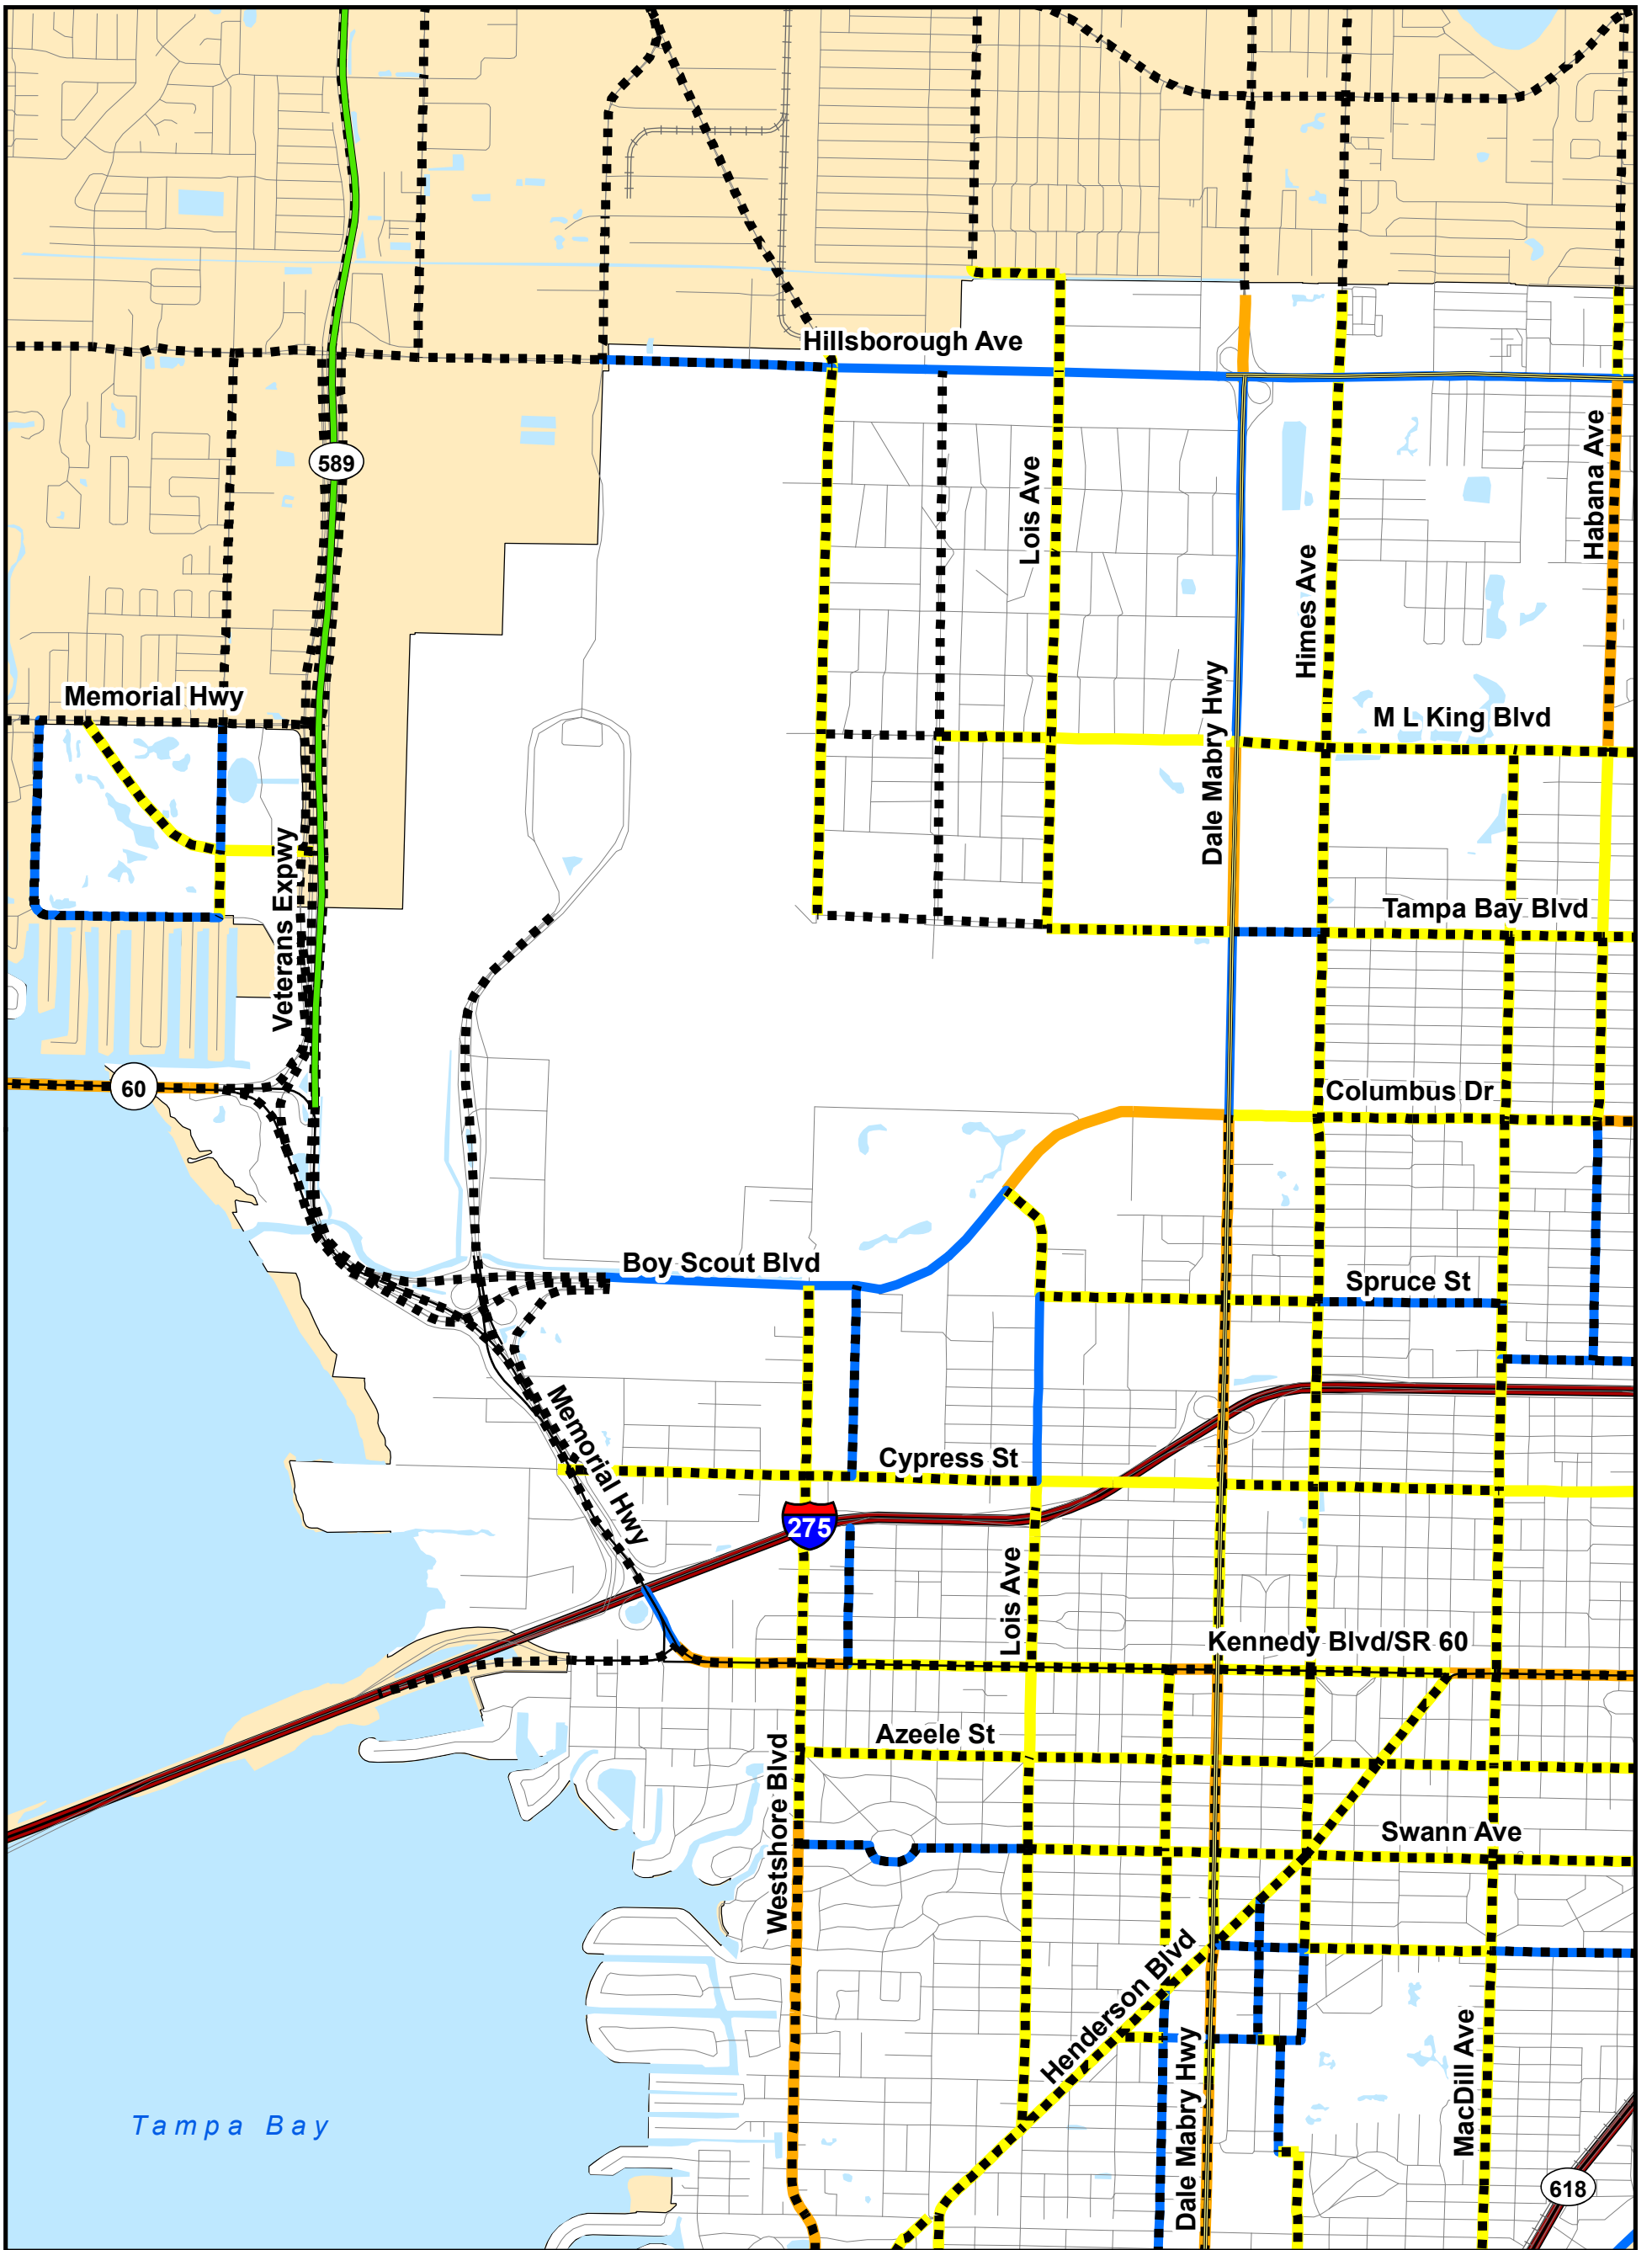 Hillsborough Ave
589
Lois Ave
Habana Ave
Himes Ave
Memorial Hwy
Dale Mabry Hwy
M L King Blvd
Veterans Expwy
Tampa Bay Blvd
60
Columbus Dr
Boy Scout Blvd
Spruce St
Memorial Hwy
Cypress St
275
Lois Ave
Kennedy Blvd/SR 60
Azeele St
Westshore Blvd
Swann Ave
Henderson Blvd
MacDill Ave
Dale Mabry Hwy
Tampa Bay
618